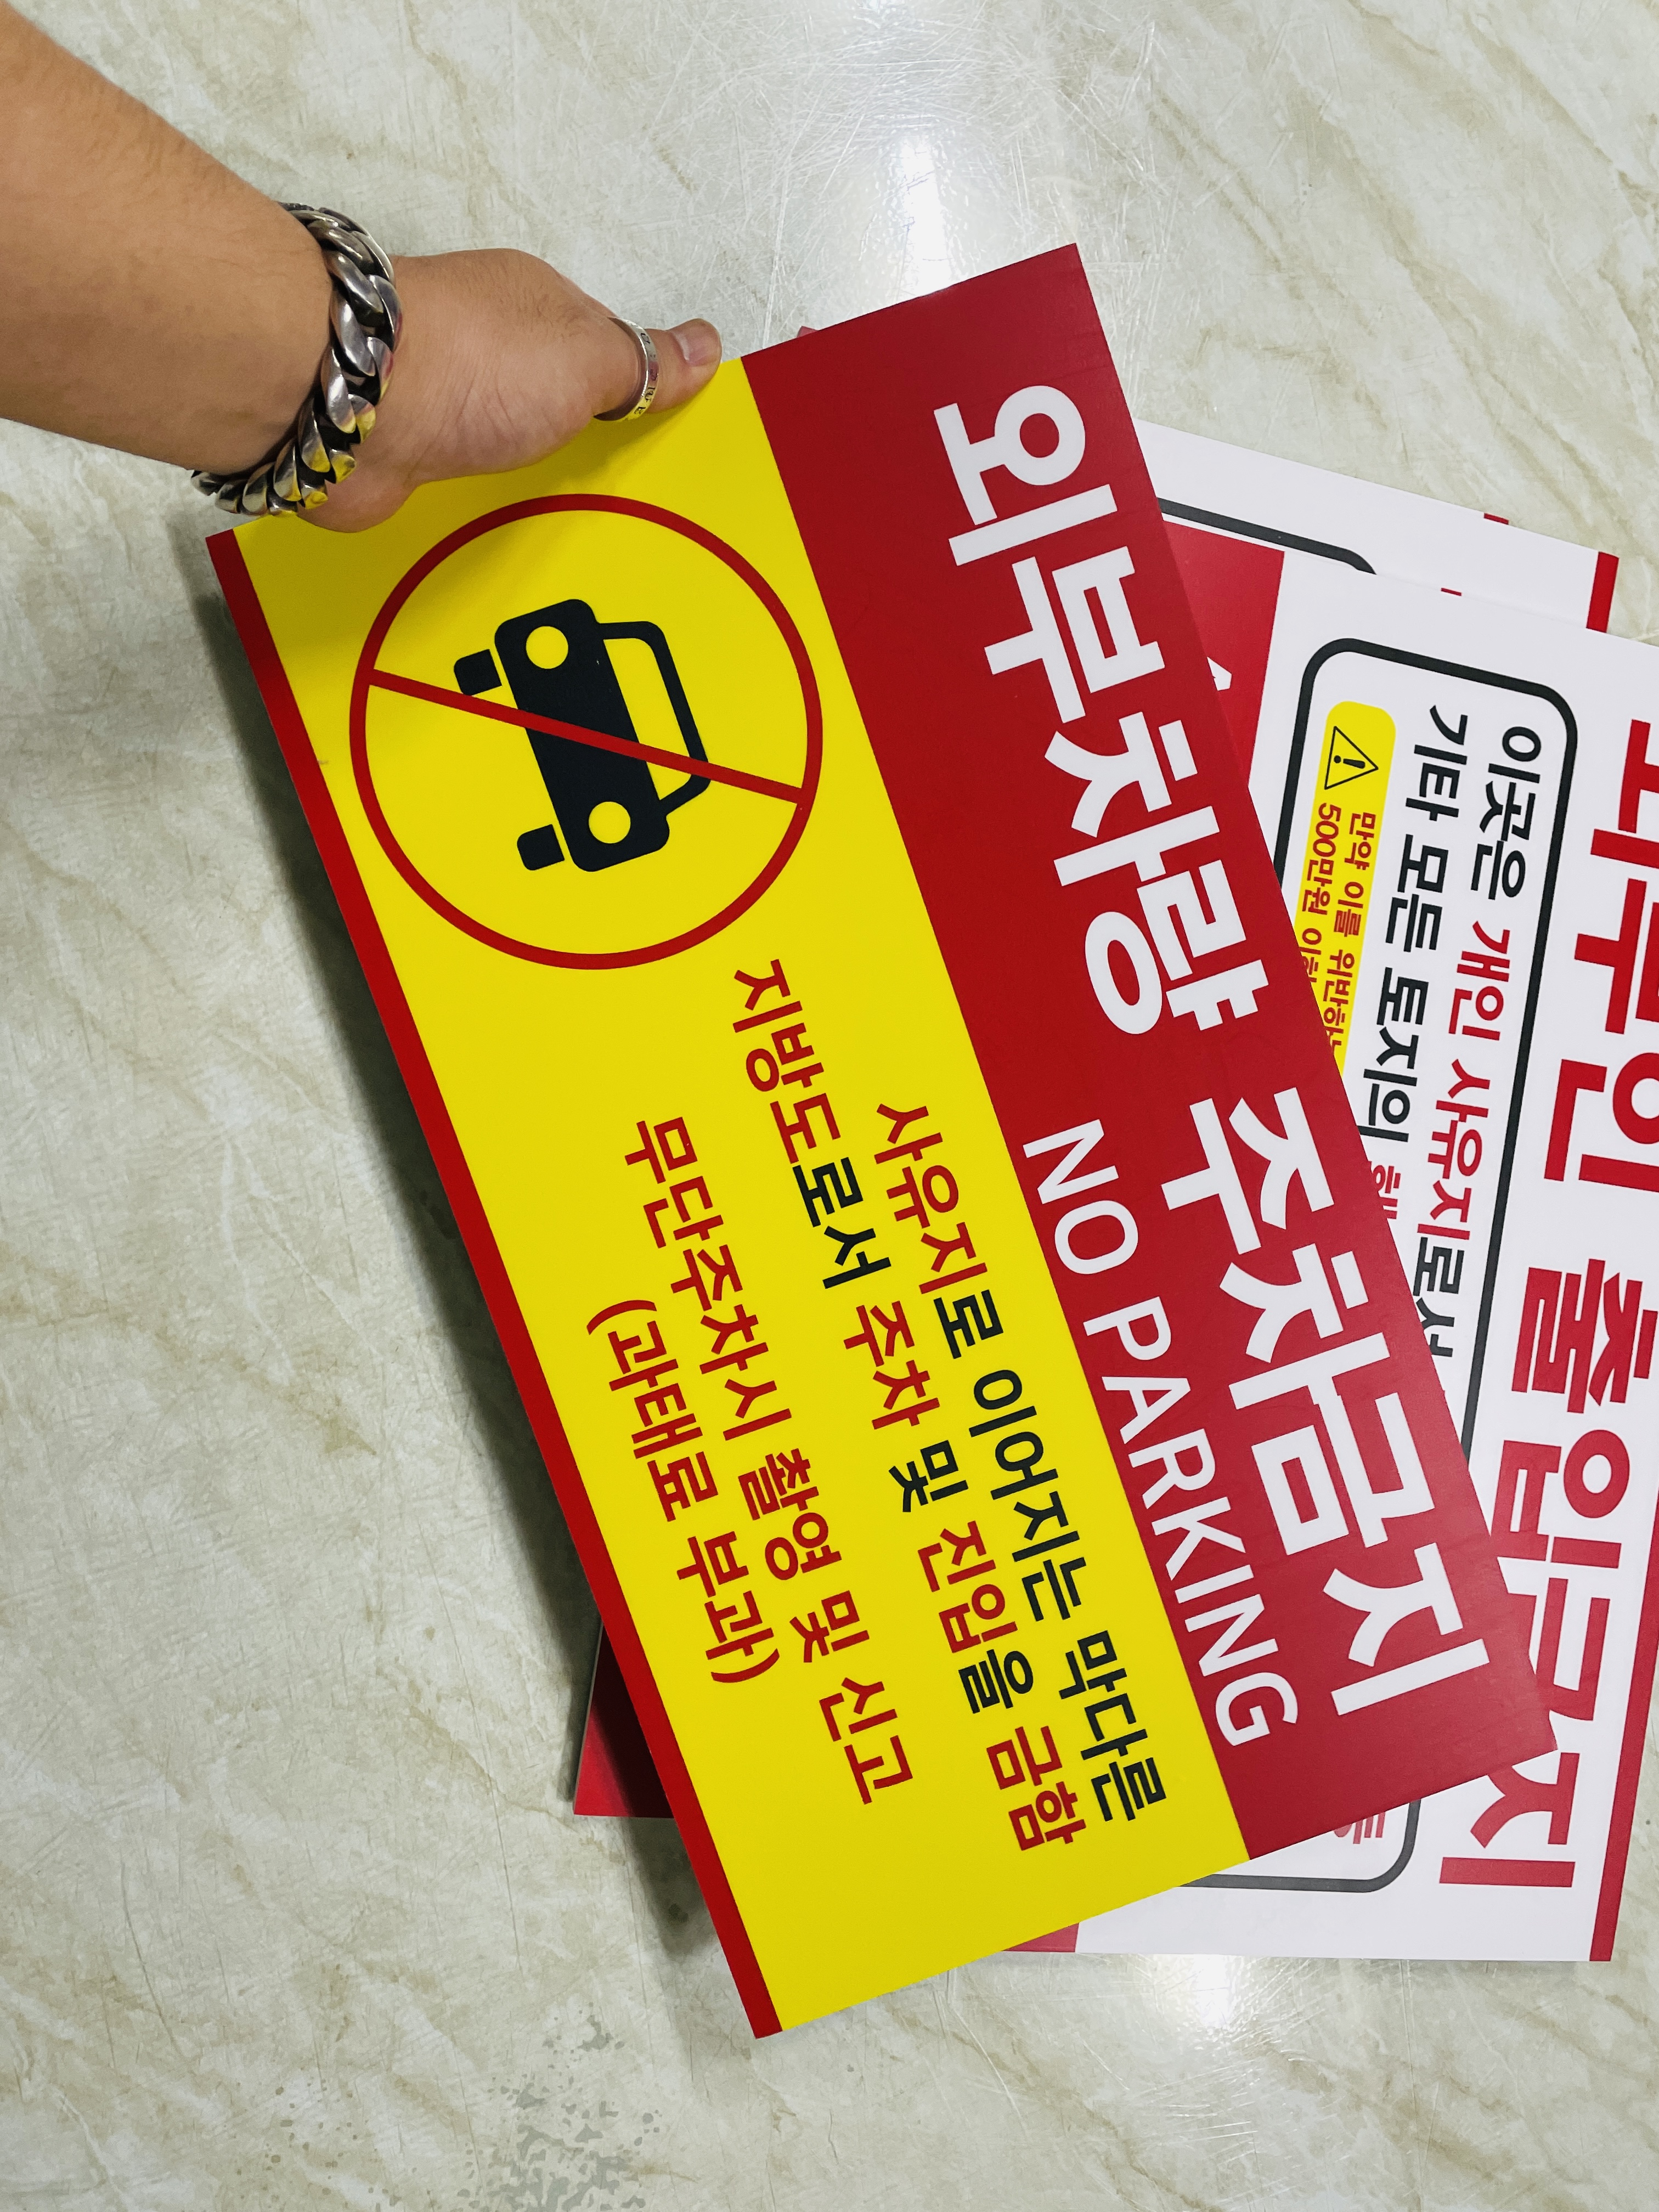 외부차량 주차금지
NO PARKING
사유지로 이어지는 막다른
지방도로서 주차 및 진입을 금함
무단주차시 촬영 및 신고
(과태료 부과)
외부인 출입금지
이곳은 개인 사유지로서
기타 모든 토지의
만약 이를 위반하
500만원 이하
등